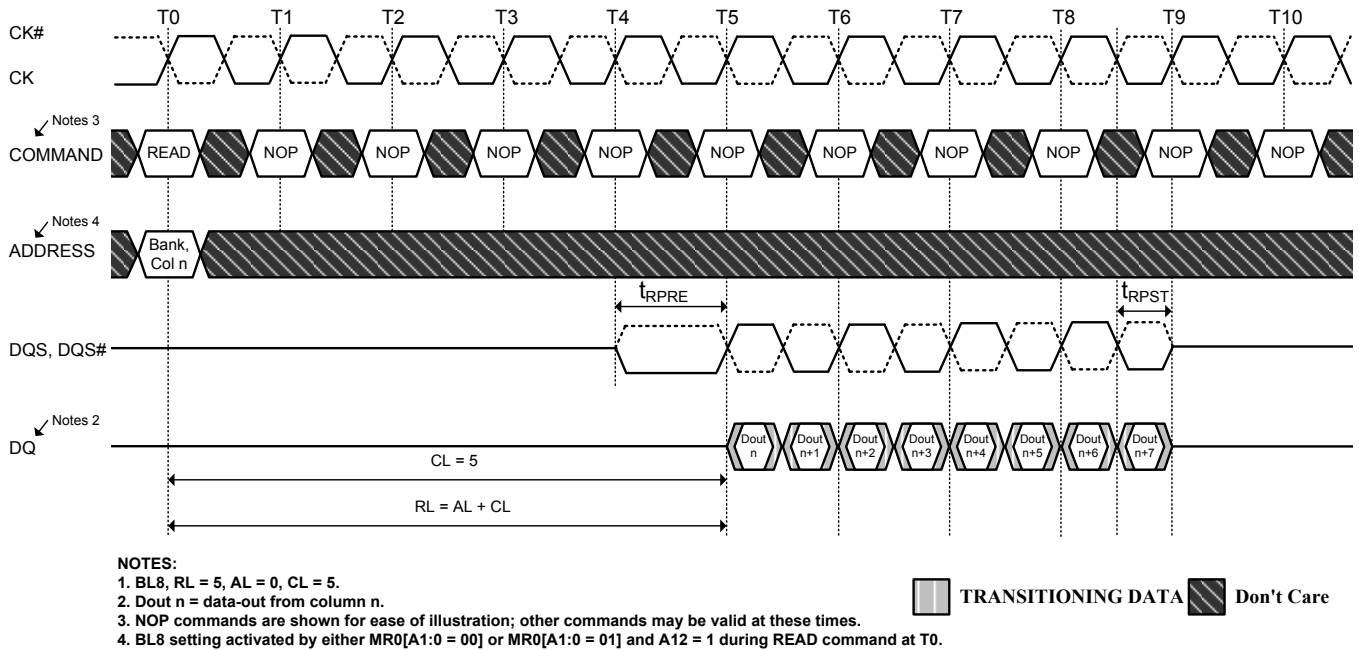 T0 T1 T2 T3 T4 T5 T6 T7 T8 T9 T10
CK#
CK
Notes 3
COMMAND READ NOP NOP NOP NOP NOP NOP NOP NOP NOP NOP
Notes 4
ADDRESS
Bank,
Col n
tRPRE tRPST
DQS, DQS#
Notes 2
DQ
Dout n
Dout n+1
Dout n+2
Dout n+3
Dout n+4
Dout n+5
Dout n+6
Dout n+7
CL = 5
RL = AL + CL
NOTES:
1. BL8, RL = 5, AL = 0, CL = 5.
2. Dout n = data-out from column n.
3. NOP commands are shown for ease of illustration; other commands may be valid at these times.
4. BL8 setting activated by either MR0[A1:0 = 00] or MR0[A1:0 = 01] and A12 = 1 during READ command at T0.
TRANSITIONING DATA Don't Care